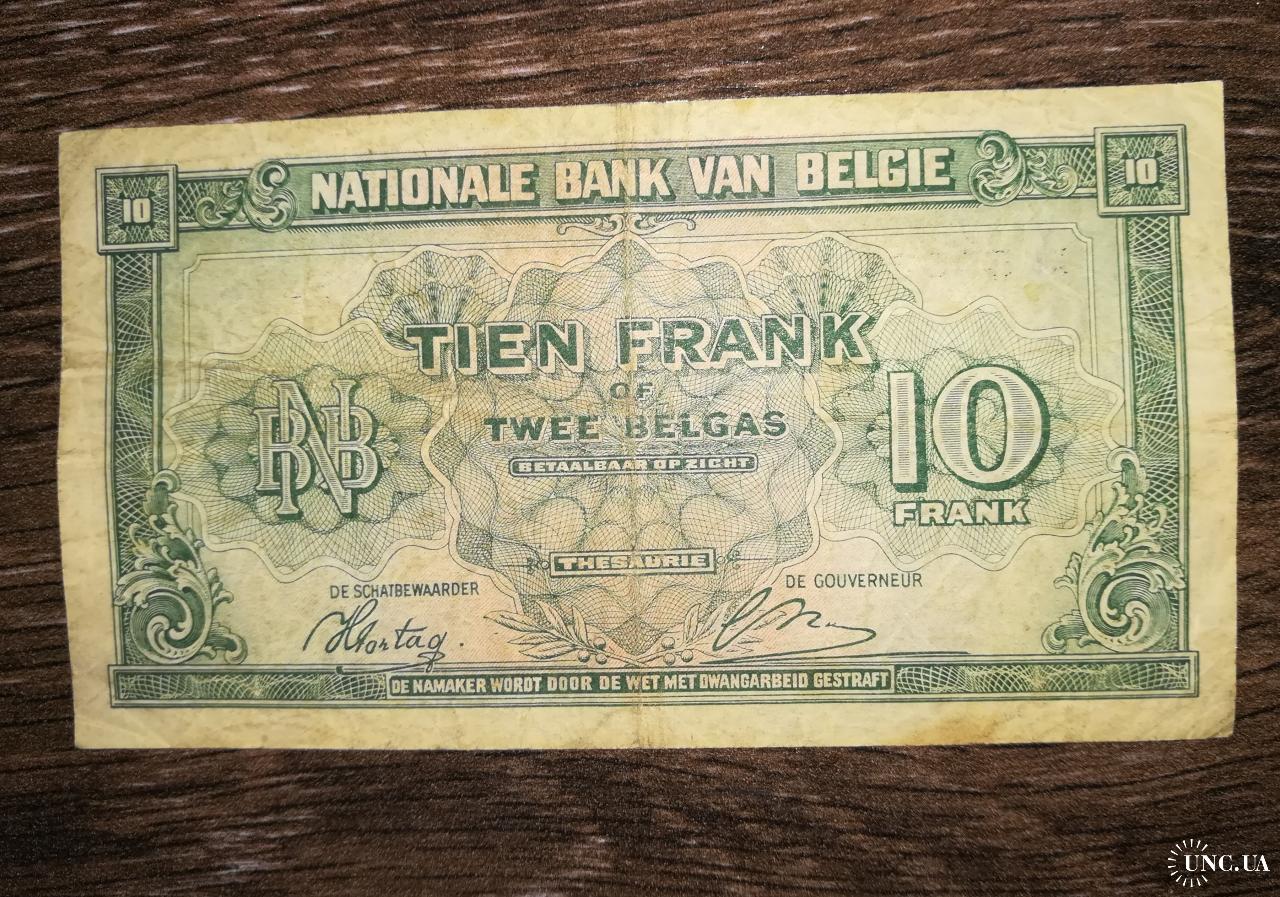 10
NATIONALE BANK VAN BELGIE
10
TIEN FRANK
OF
TWEE BELGAS
BETAALBAAR OP ZICHT
BNB
10
FRANK
THESAURIE
DE SCHATBEWAARDER
DE GOUVERNEUR
DE NAMAKER WORDT DOOR DE WET MET DWANGARBEID GESTRAFT
UNC.UA